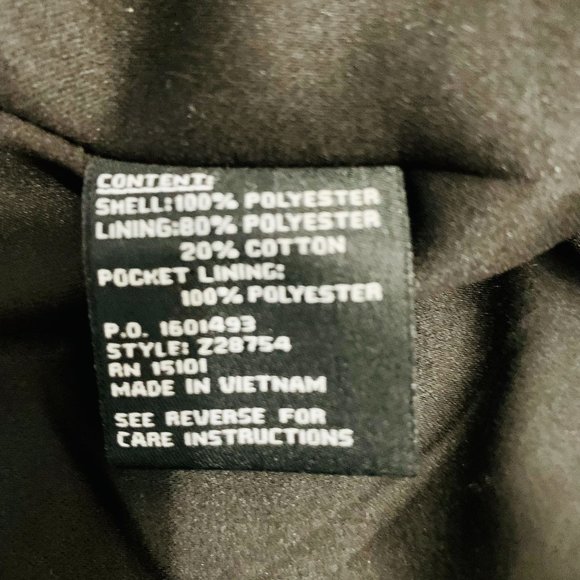 CONTENT:
SHELL:100% POLYESTER
LINING:80% POLYESTER
20% COTTON
POCKET LINING:
100% POLYESTER
P.O. 1601493
STYLE: Z28754
RN 15101
MADE IN VIETNAM
SEE REVERSE FOR
CARE INSTRUCTIONS